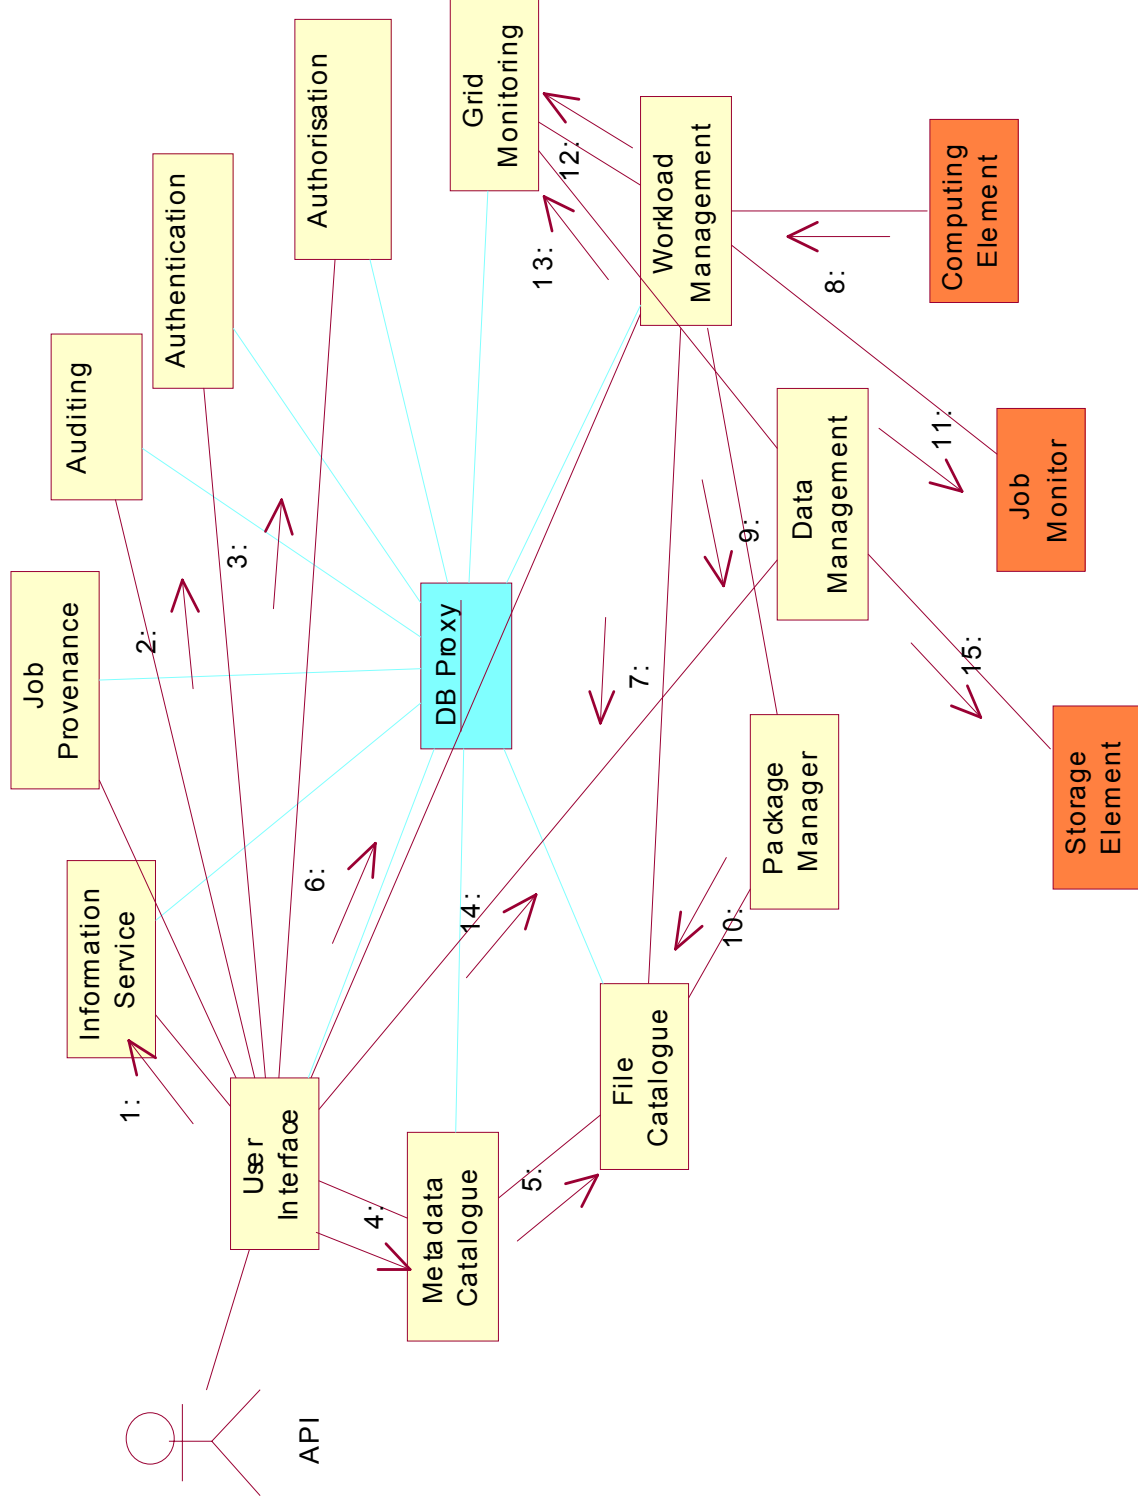 Job
Provenance
Auditing
Authentication
Authorisation
Grid
Monitoring
Information
Service
User
Interface
API
Metadata
Catalogue
File
Catalogue
DB Proxy
Workload
Management
Computing
Element
Data
Management
Job
Monitor
Package
Manager
Storage
Element
1:
2:
3:
4:
5:
6:
7:
8:
9:
10:
11:
12:
13:
14:
15: